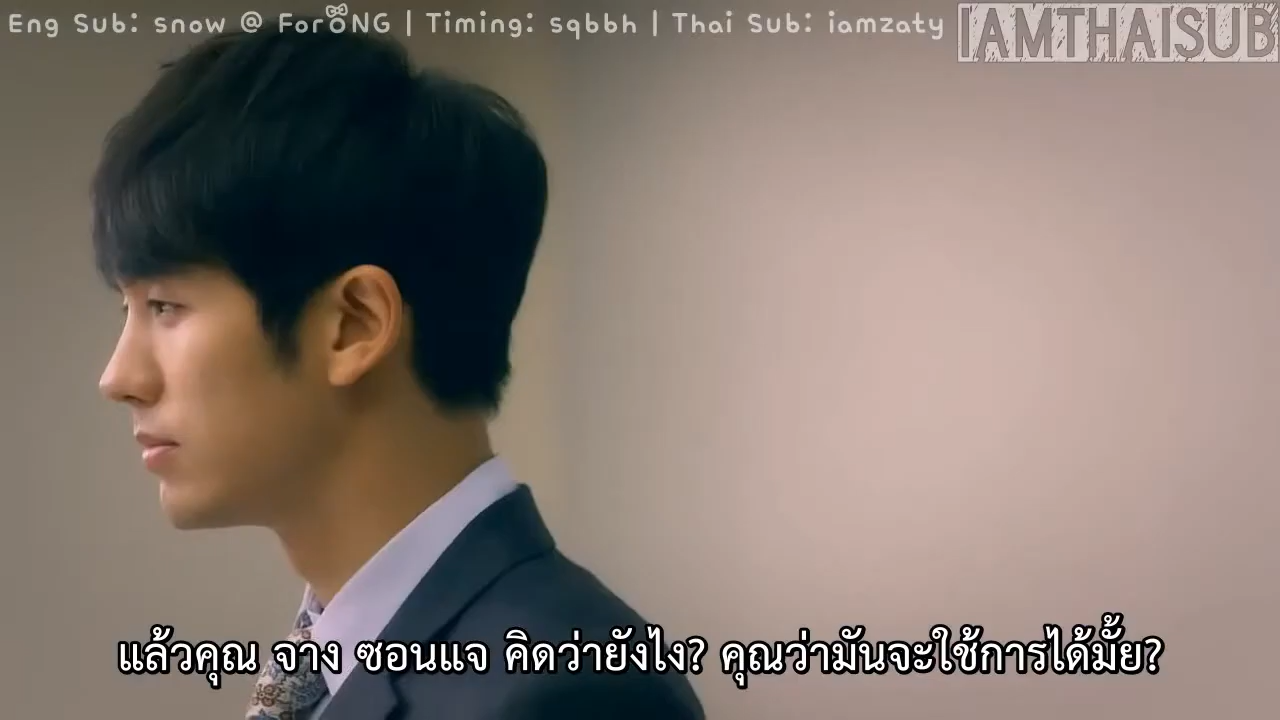 Eng Sub: snow @ ForONG | Timing: sqbbh | Thai Sub: iamzaty IAMTHAISUB
แล้วคุณ จาง ซอนแจ คิดว่ายังไง? คุณว่ามันจะใช้การได้มั้ย?